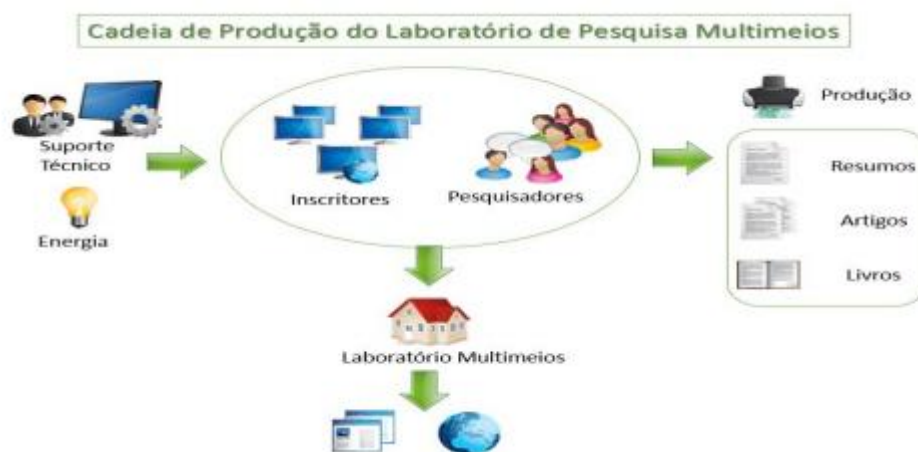 Cadeia de Produção do Laboratório de Pesquisa Multimeios
Suporte
Técnico
Energia
Inscritores
Pesquisadores
Produção
Resumos
Artigos
Livros
Laboratório Multimeios